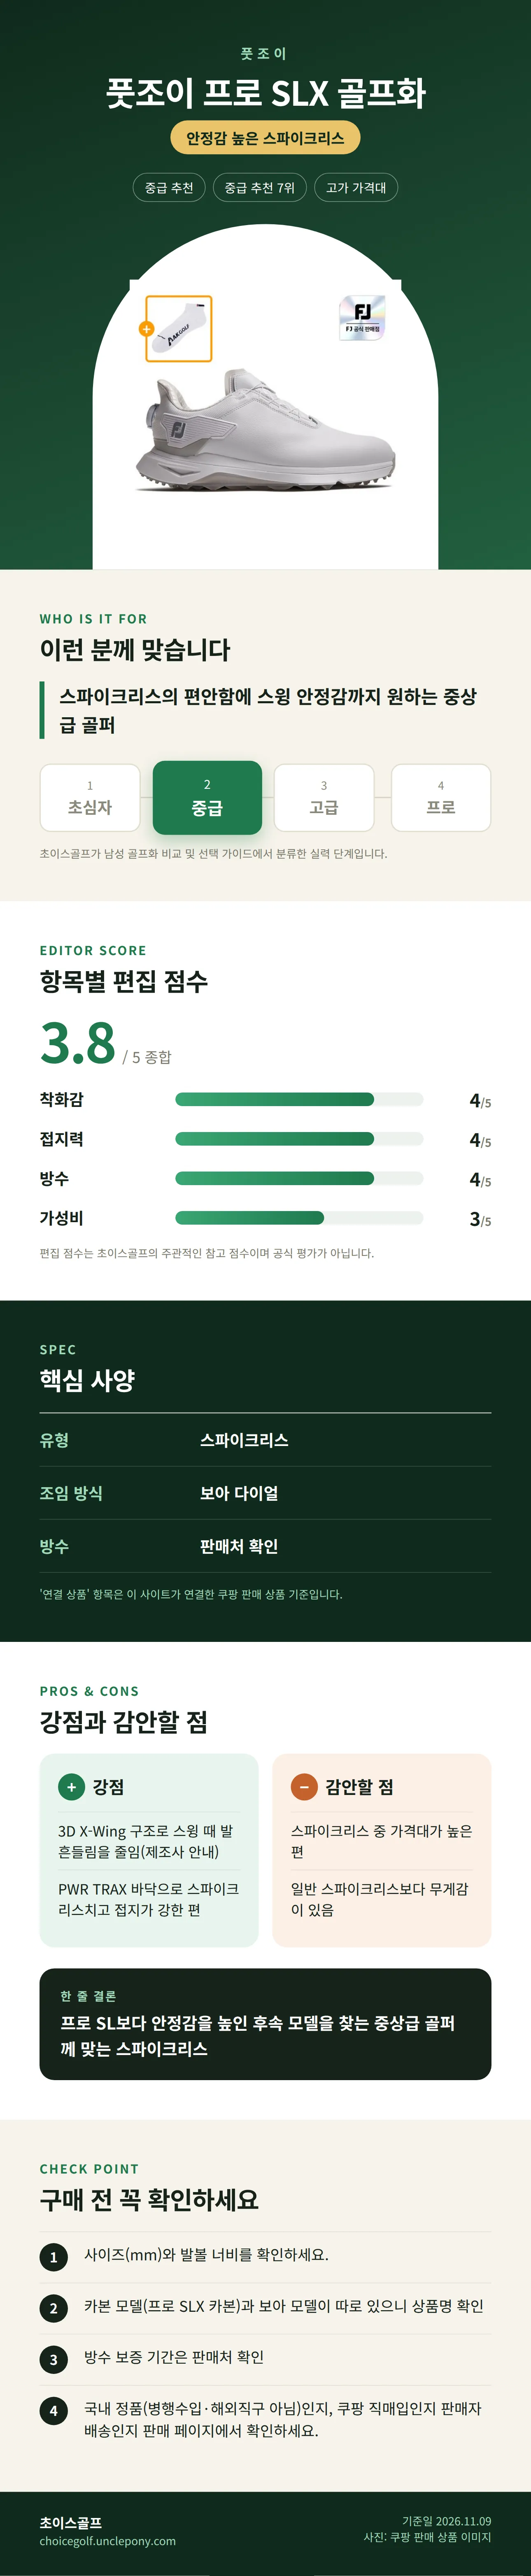 풋조이
풋조이 프로 SLX 골프화
안정감 높은 스파이크리스
중급 추천
중급 추천 7위
고가 가격대
+
AKGOLF
FJ
FJ 공식 판매점
FJ
WHO IS IT FOR
이런 분께 맞습니다
스파이크리스의 편안함에 스윙 안정감까지 원하는 중상
급 골퍼
1
초심자
2
중급
3
고급
4
프로
초이스골프가 남성 골프화 비교 및 선택 가이드에서 분류한 실력 단계입니다.
EDITOR SCORE
항목별 편집 점수
3.8 / 5 종합
착화감 4/5
접지력 4/5
방수 4/5
가성비 3/5
편집 점수는 초이스골프의 주관적인 참고 점수이며 공식 평가가 아닙니다.
SPEC
핵심 사양
유형 스파이크리스
조임 방식 보아 다이얼
방수 판매처 확인
'연결 상품' 항목은 이 사이트가 연결한 쿠팡 판매 상품 기준입니다.
PROS & CONS
강점과 감안할 점
+ 강점
3D X-Wing 구조로 스윙 때 발
흔들림을 줄임(제조사 안내)
PWR TRAX 바닥으로 스파이크
리스치고 접지가 강한 편
− 감안할 점
스파이크리스 중 가격대가 높은
편
일반 스파이크리스보다 무게감
이 있음
한 줄 결론
프로 SL보다 안정감을 높인 후속 모델을 찾는 중상급 골퍼
께 맞는 스파이크리스
CHECK POINT
구매 전 꼭 확인하세요
1 사이즈(mm)와 발볼 너비를 확인하세요.
2 카본 모델(프로 SLX 카본)과 보아 모델이 따로 있으니 상품명 확인
3 방수 보증 기간은 판매처 확인
4 국내 정품(병행수입·해외직구 아님)인지, 쿠팡 직매입인지 판매자
배송인지 판매 페이지에서 확인하세요.
초이스골프
choicegolf.unclepony.com
기준일 2026.11.09
사진: 쿠팡 판매 상품 이미지